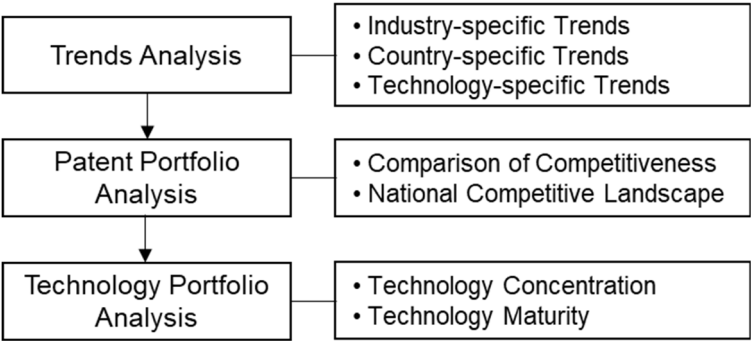 Trends Analysis
• Industry-specific Trends
• Country-specific Trends
• Technology-specific Trends
Patent Portfolio
Analysis
• Comparison of Competitiveness
• National Competitive Landscape
Technology Portfolio
Analysis
• Technology Concentration
• Technology Maturity